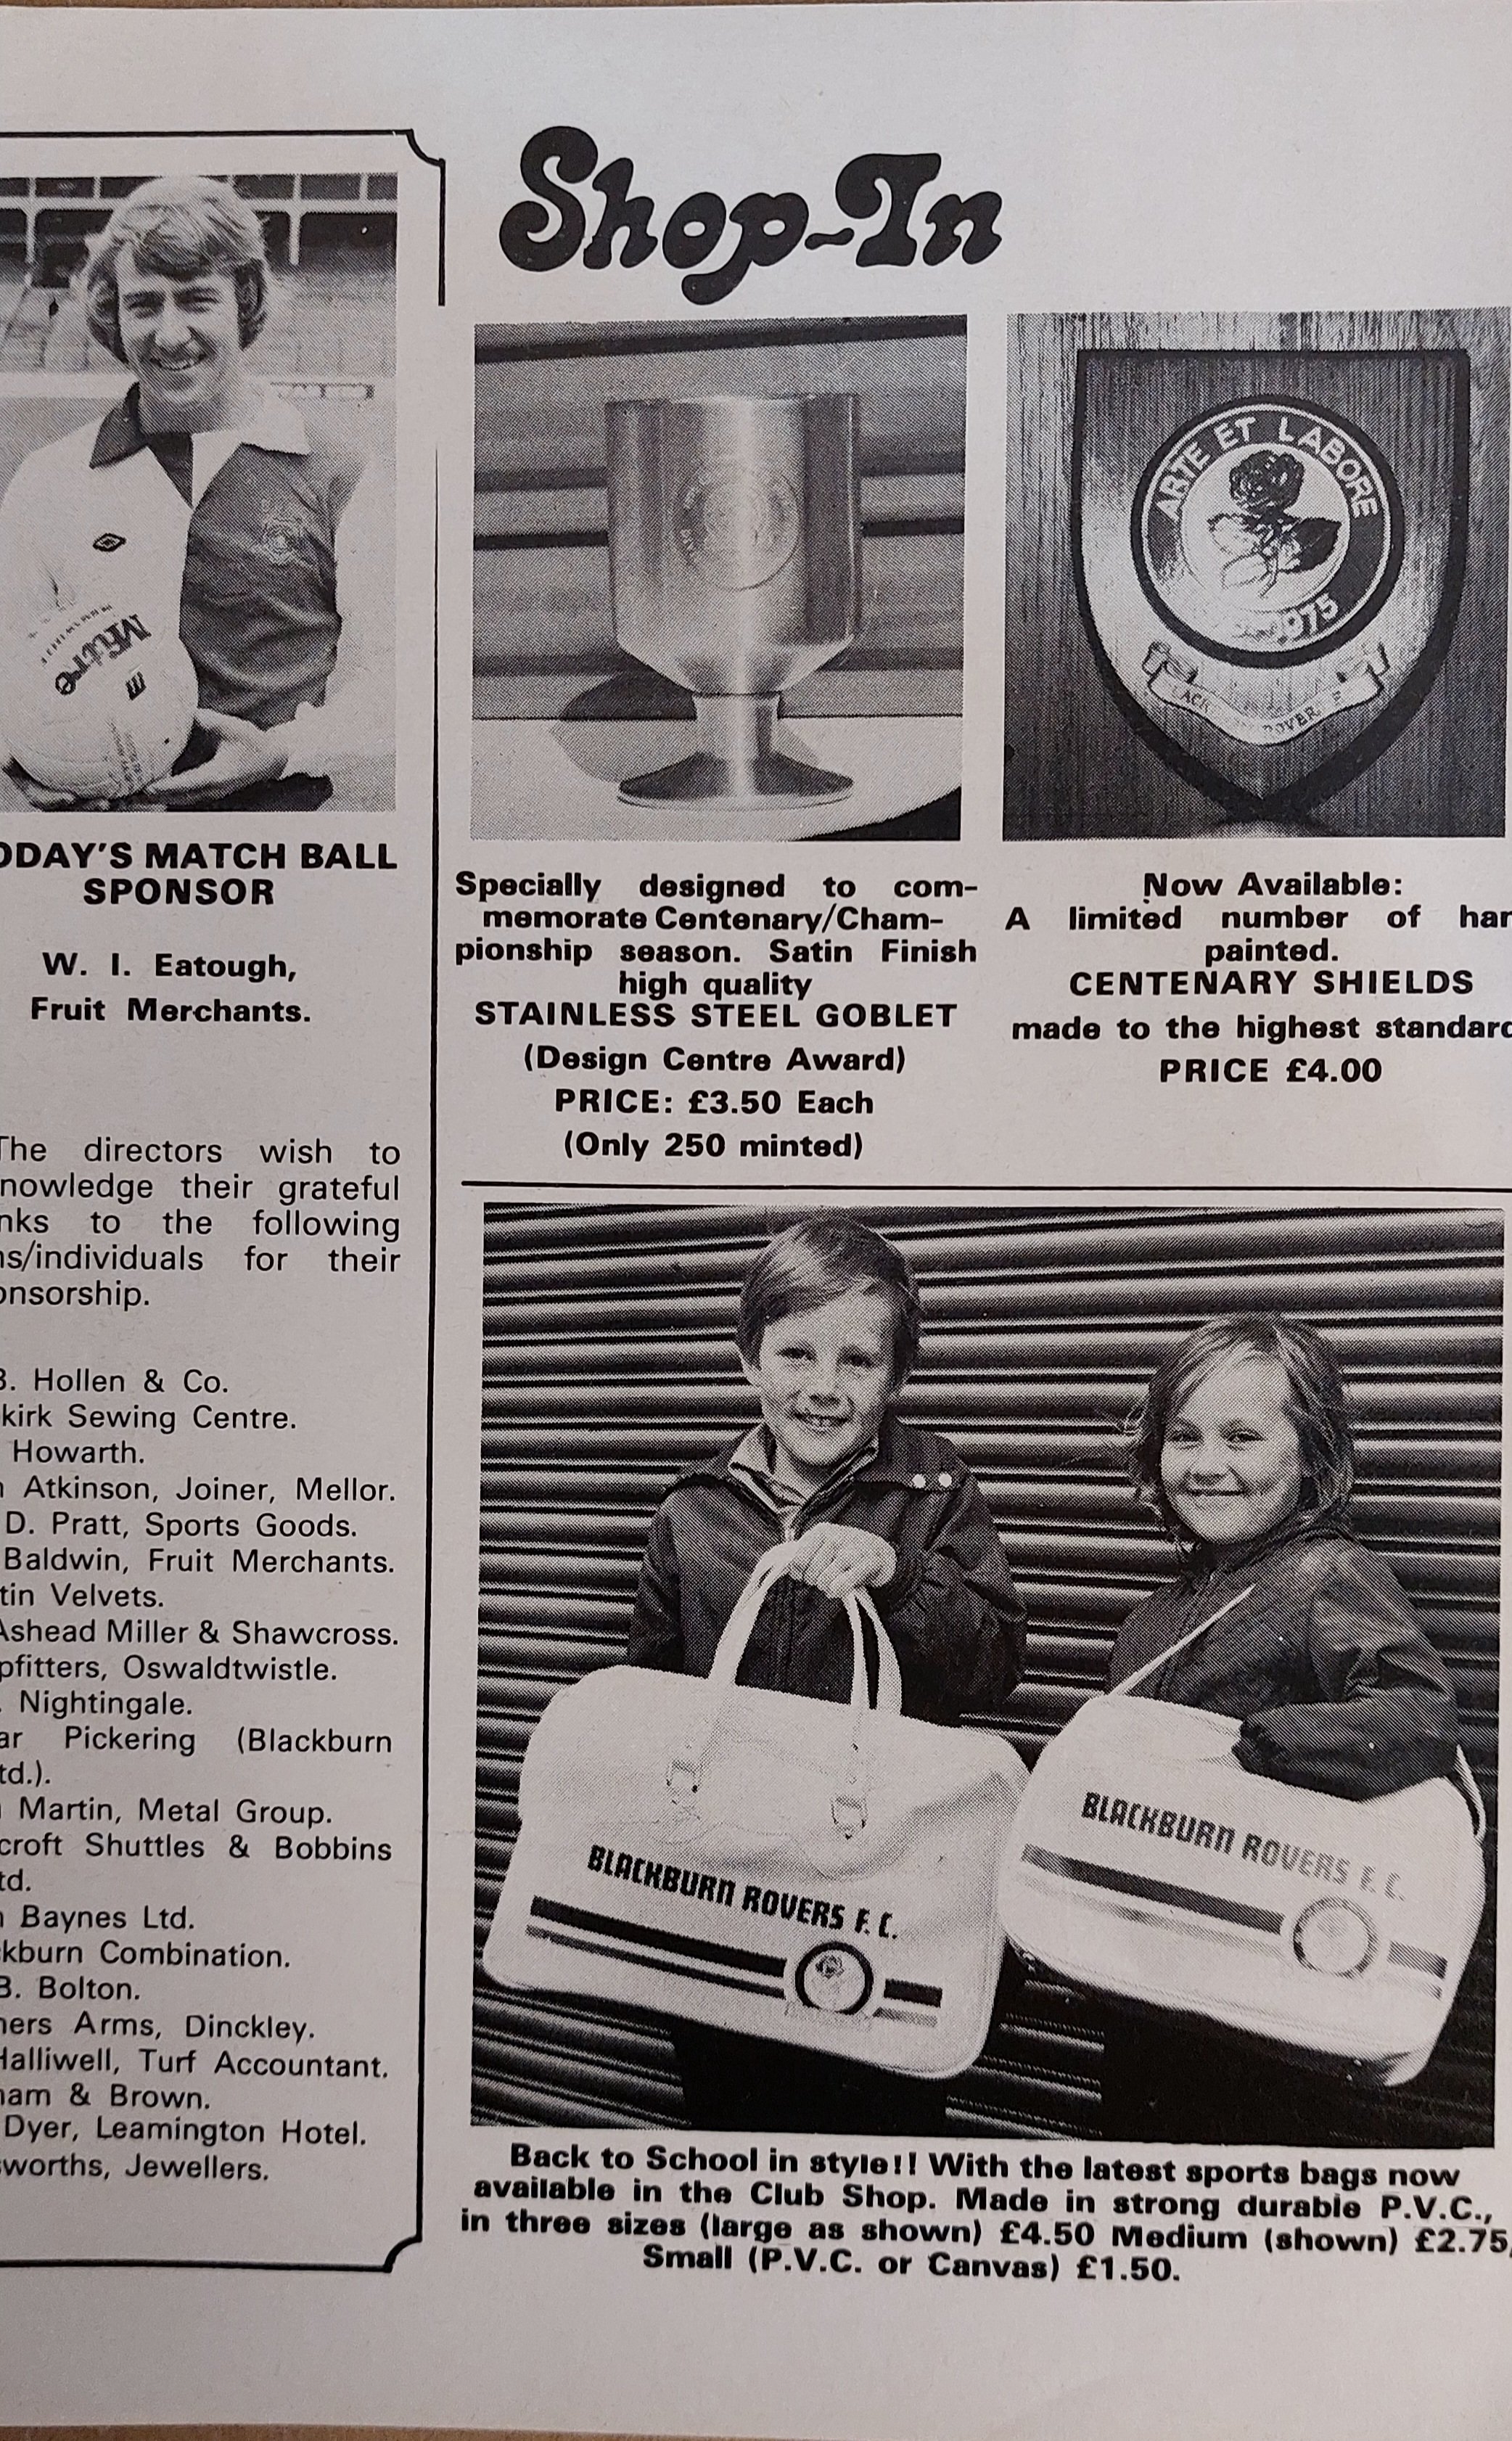 Mitre
ODAY'S MATCH BALL
SPONSOR
W. I. Eatough,
Fruit Merchants.
The directors wish to
nowledge their grateful
nks to the following
ns/individuals for their
onsorship.
B. Hollen & Co.
kirk Sewing Centre.
Howarth.
n Atkinson, Joiner, Mellor.
D. Pratt, Sports Goods.
Baldwin, Fruit Merchants.
tin Velvets.
Ashead Miller & Shawcross.
pfitters, Oswaldtwistle.
. Nightingale.
ar Pickering (Blackburn
td.).
Martin, Metal Group.
croft Shuttles & Bobbins
td.
n Baynes Ltd.
kburn Combination.
B. Bolton.
ners Arms, Dinckley.
Halliwell, Turf Accountant.
ham & Brown.
Dyer, Leamington Hotel.
sworths, Jewellers.
Shop-In
Specially designed to com-
memorate Centenary/Cham-
pionship season. Satin Finish
high quality
STAINLESS STEEL GOBLET
(Design Centre Award)
PRICE: £3.50 Each
(Only 250 minted)
ARTE ET LABORE
Now Available:
A limited number of han
painted.
CENTENARY SHIELDS
made to the highest standard
PRICE £4.00
BLACKBURN ROVERS F.C.
BLACKBURN ROVERS F.C.
Back to School in style!! With the latest sports bags now
available in the Club Shop. Made in strong durable P.V.C.,
in three sizes (large as shown) £4.50 Medium (shown) £2.75,
Small (P.V.C. or Canvas) £1.50.